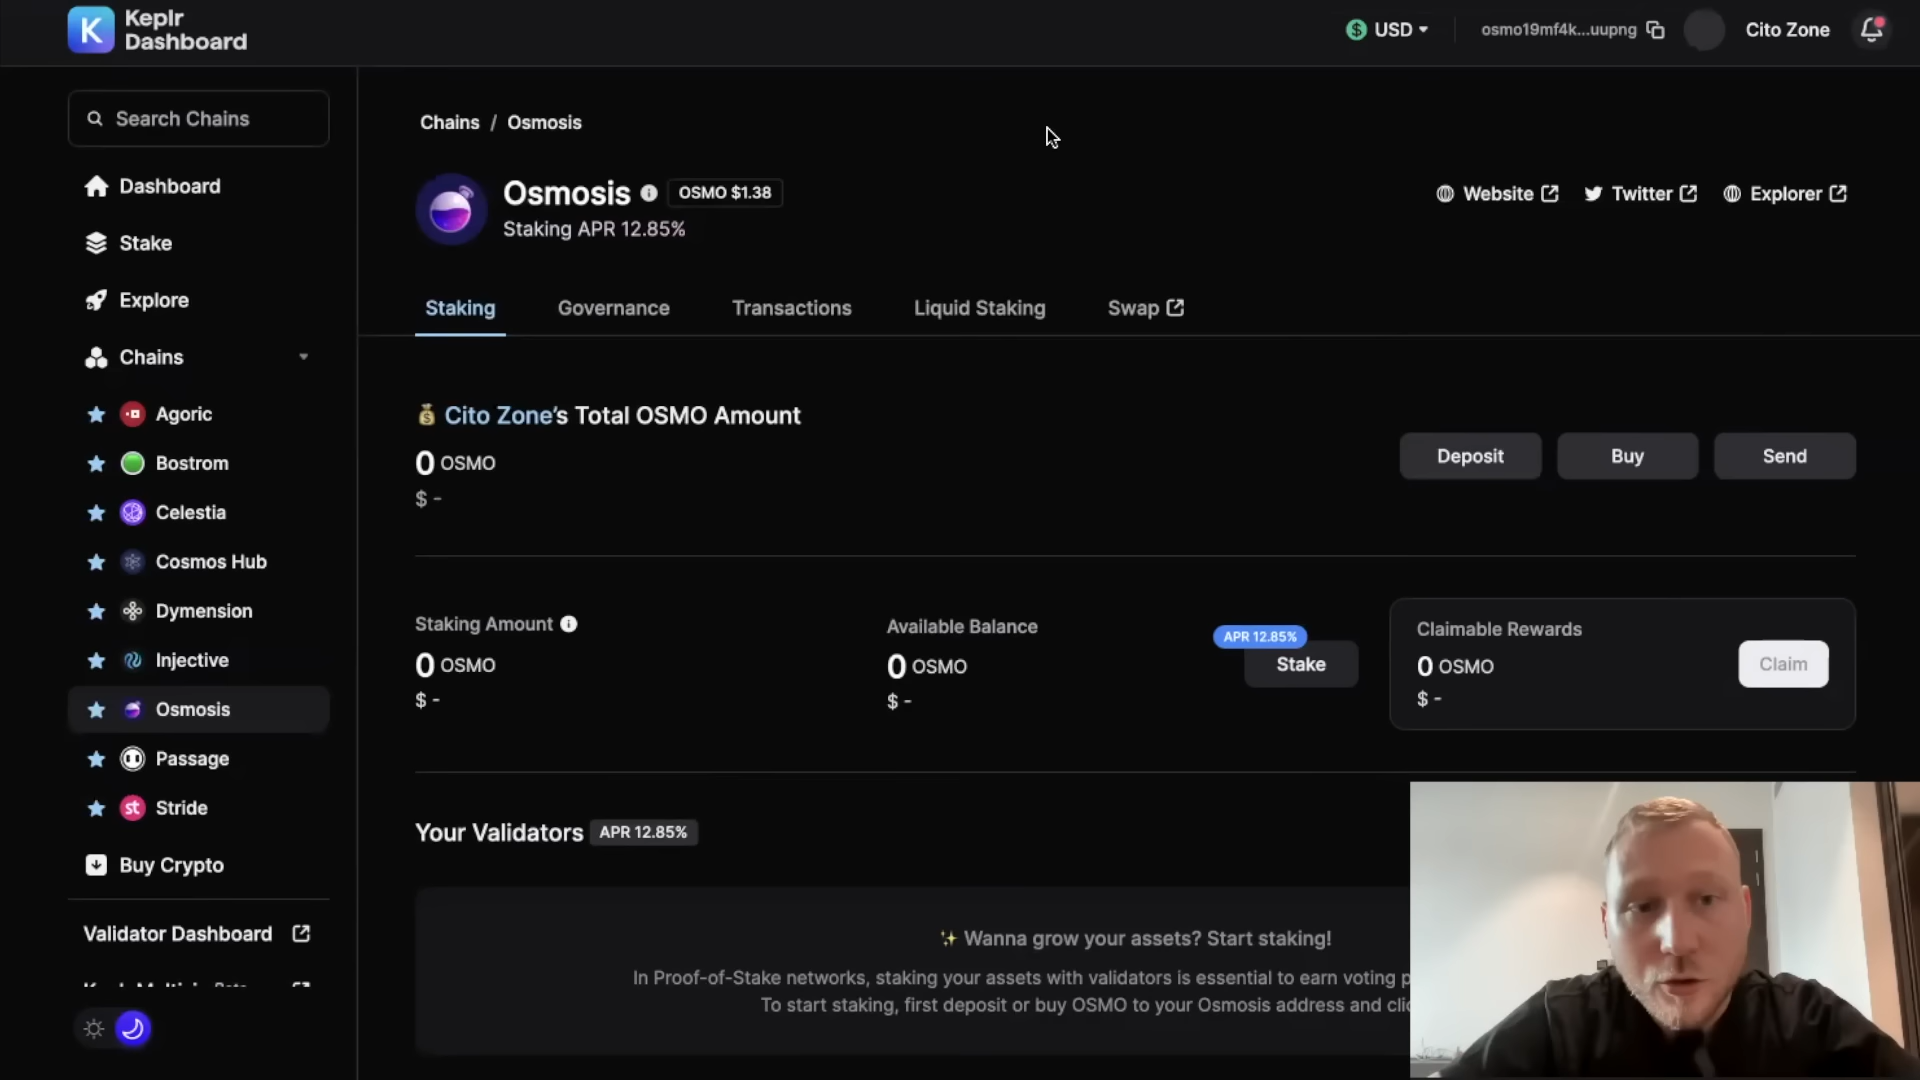 Keplr
Dashboard
USD
osmo19mf4k...uupng
Cito Zone
Search Chains
Dashboard
Stake
Explore
Chains
Agoric
Bostrom
Celestia
Cosmos Hub
Dymension
Injective
Osmosis
Passage
Stride
Buy Crypto
Validator Dashboard
Chains / Osmosis
Osmosis OSMO $1.38
Staking APR 12.85%
Website
Twitter
Explorer
Staking
Governance
Transactions
Liquid Staking
Swap
Cito Zone's Total OSMO Amount
0 OSMO
$ -
Deposit
Buy
Send
Staking Amount
0 OSMO
$ -
Available Balance
0 OSMO
$ -
APR 12.85%
Stake
Claimable Rewards
0 OSMO
$ -
Claim
Your Validators APR 12.85%
✨ Wanna grow your assets? Start staking!
In Proof-of-Stake networks, staking your assets with validators is essential to earn voting
To start staking, first deposit or buy OSMO to your Osmosis address and